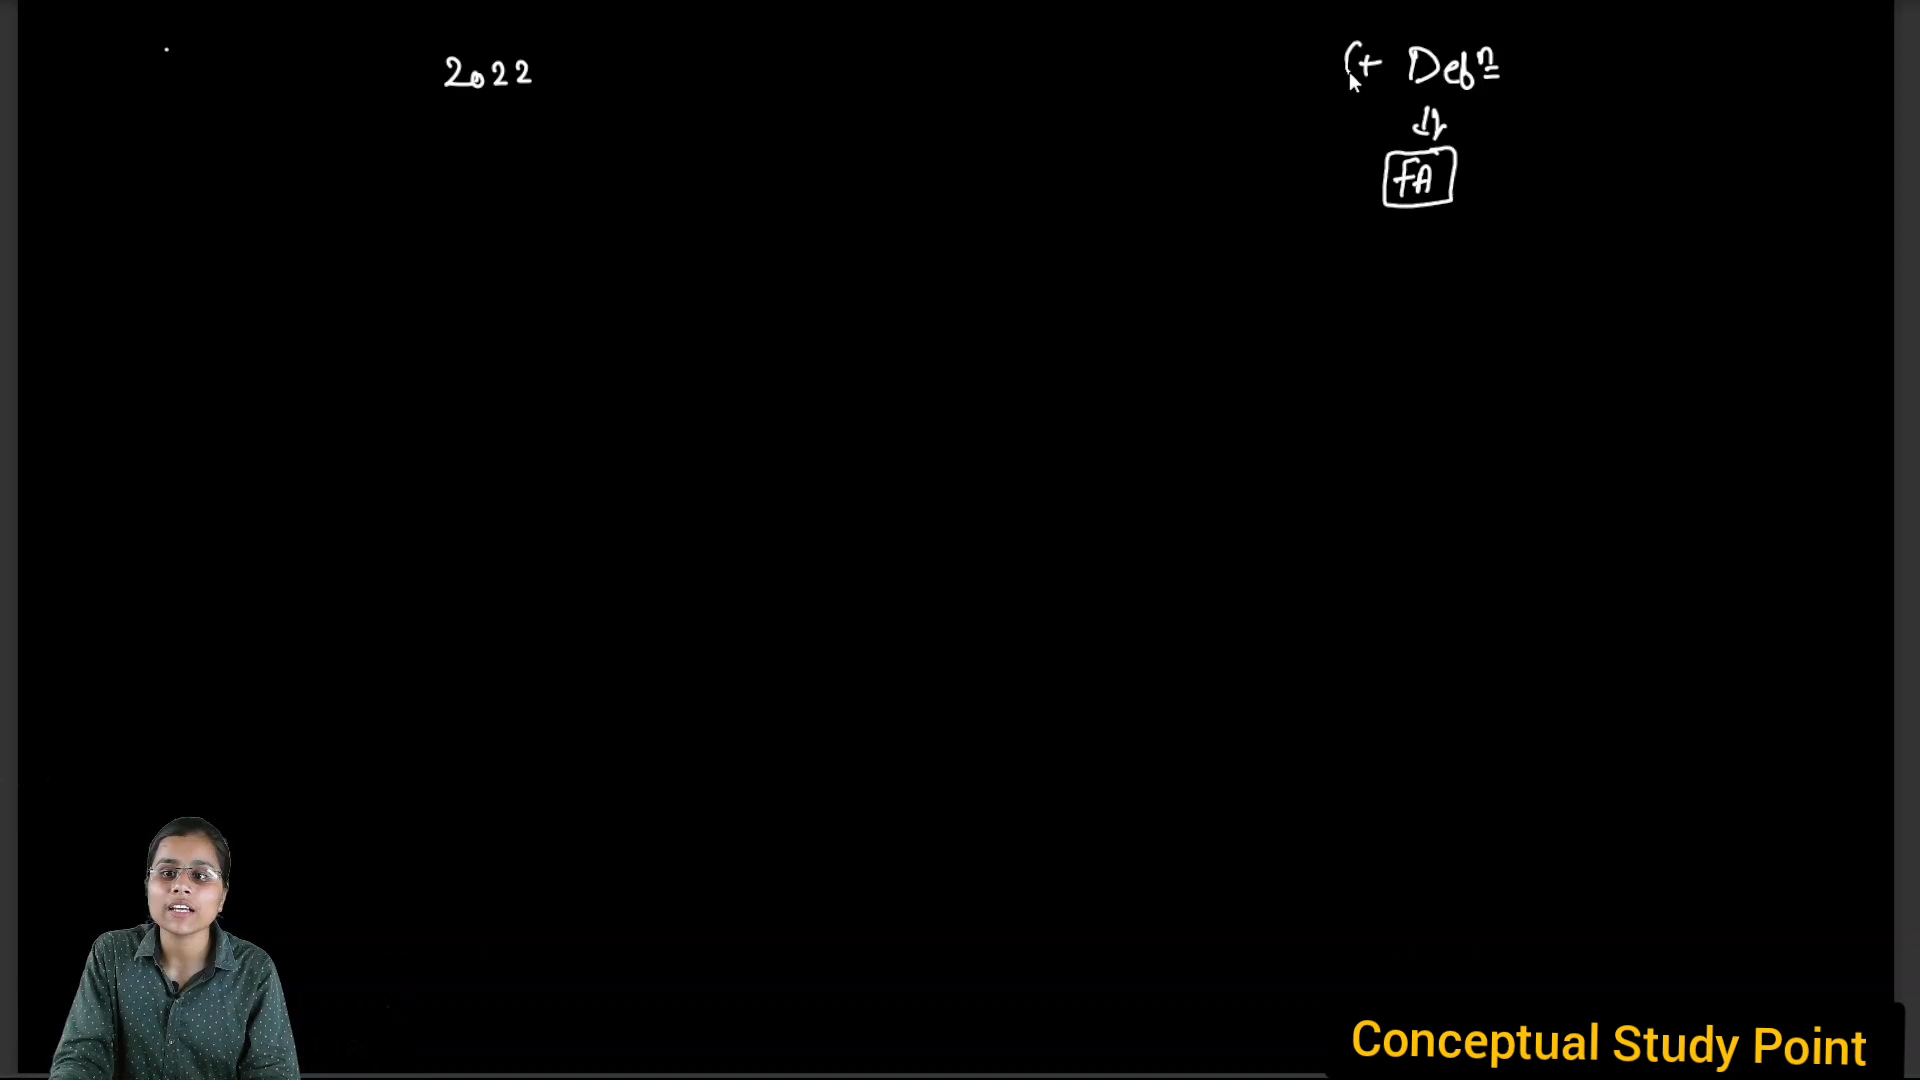 2022
(+ Defⁿ
FA
Conceptual Study Point